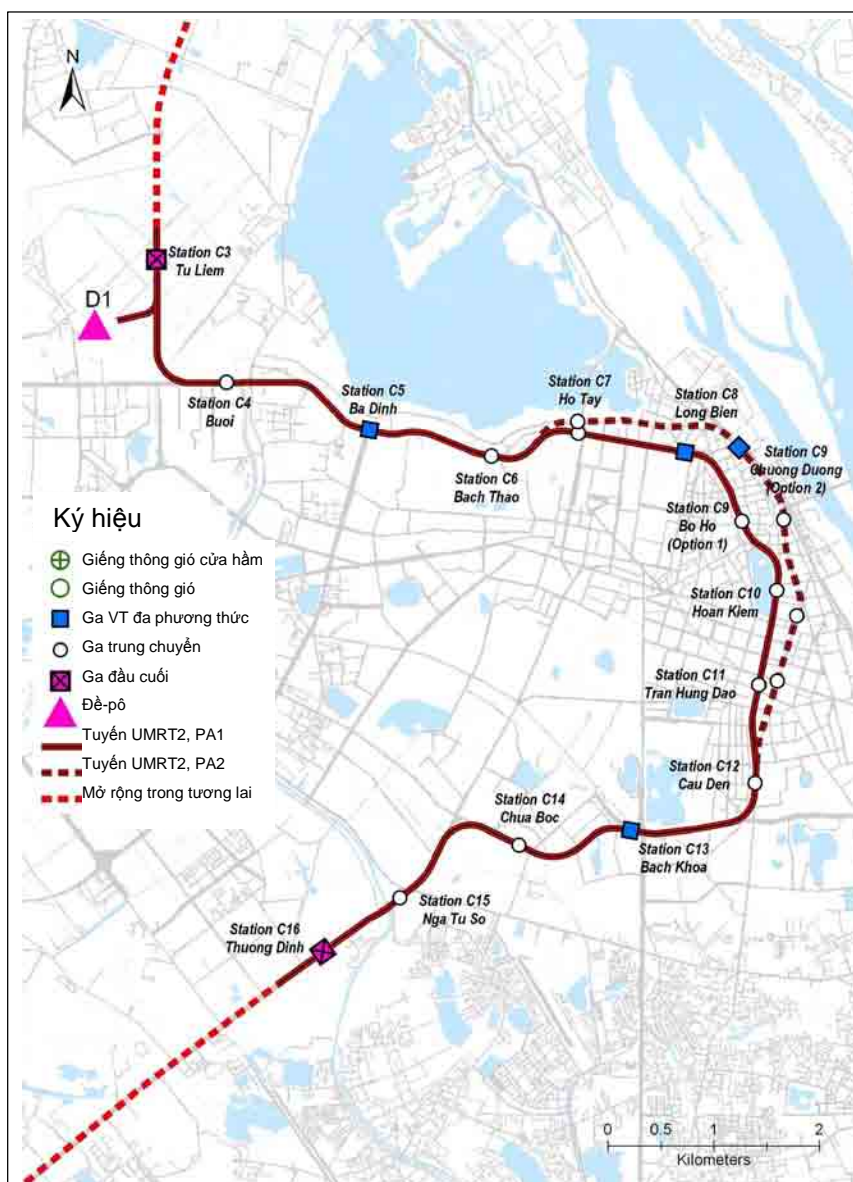 N
Station C3
Tu Liem
D1
Station C4
Buoi
Station C5
Ba Dinh
Station C6
Bach Thao
Station C7
Ho Tay
Station C8
Long Bien
Station C9
Chuong Duong
(Option 2)
Station C9
Bo Ho
(Option 1)
Station C10
Hoan Kiem
Station C11
Tran Hung Dao
Station C12
Cau Den
Station C13
Bach Khoa
Station C14
Chua Boc
Station C15
Nga Tu So
Station C16
Thuong Dinh
Ký hiệu
Giếng thông gió cửa hầm
Giếng thông gió
Ga VT đa phương thức
Ga trung chuyển
Ga đầu cuối
Đề-pô
Tuyến UMRT2, PA1
Tuyến UMRT2, PA2
Mở rộng trong tương lai
0 0.5 1 2
Kilometers